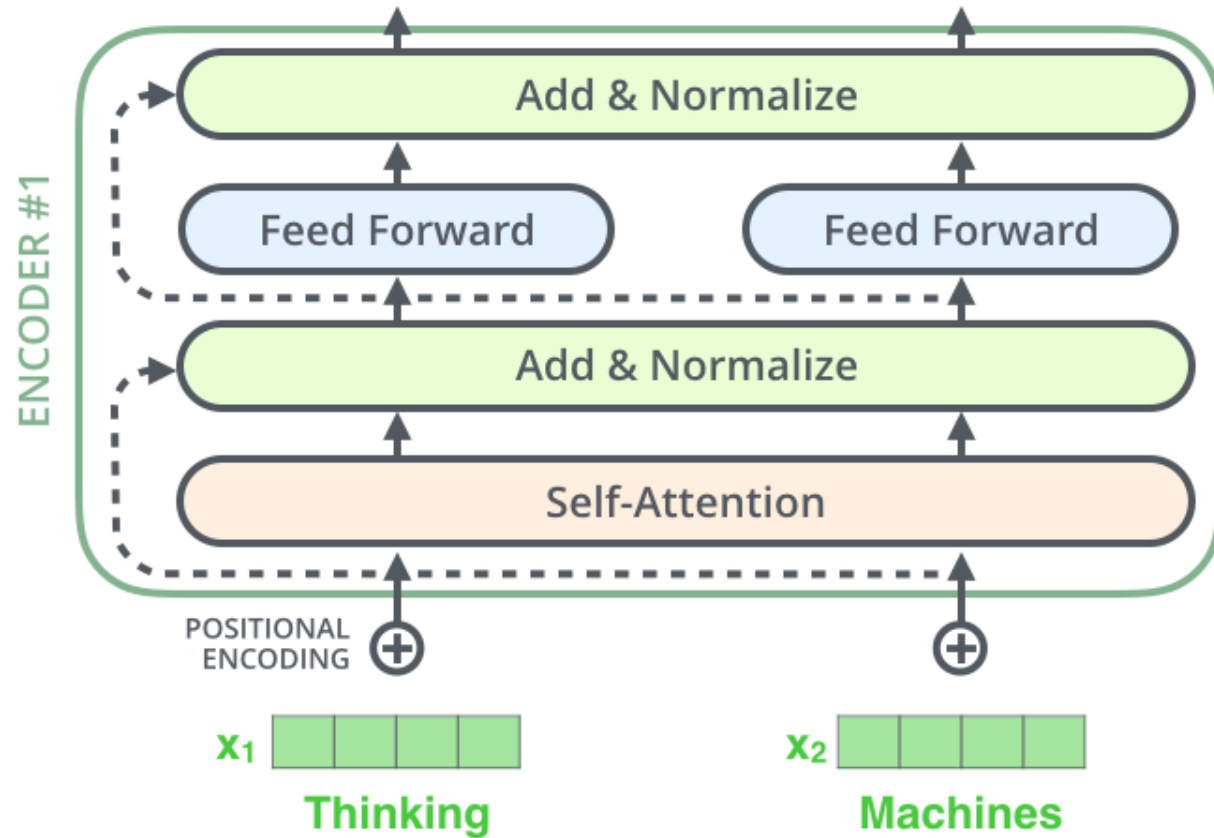 ENCODER #1
Add & Normalize
Feed Forward
Feed Forward
Add & Normalize
Self-Attention
POSITIONAL
ENCODING
x₁
x₂
Thinking
Machines